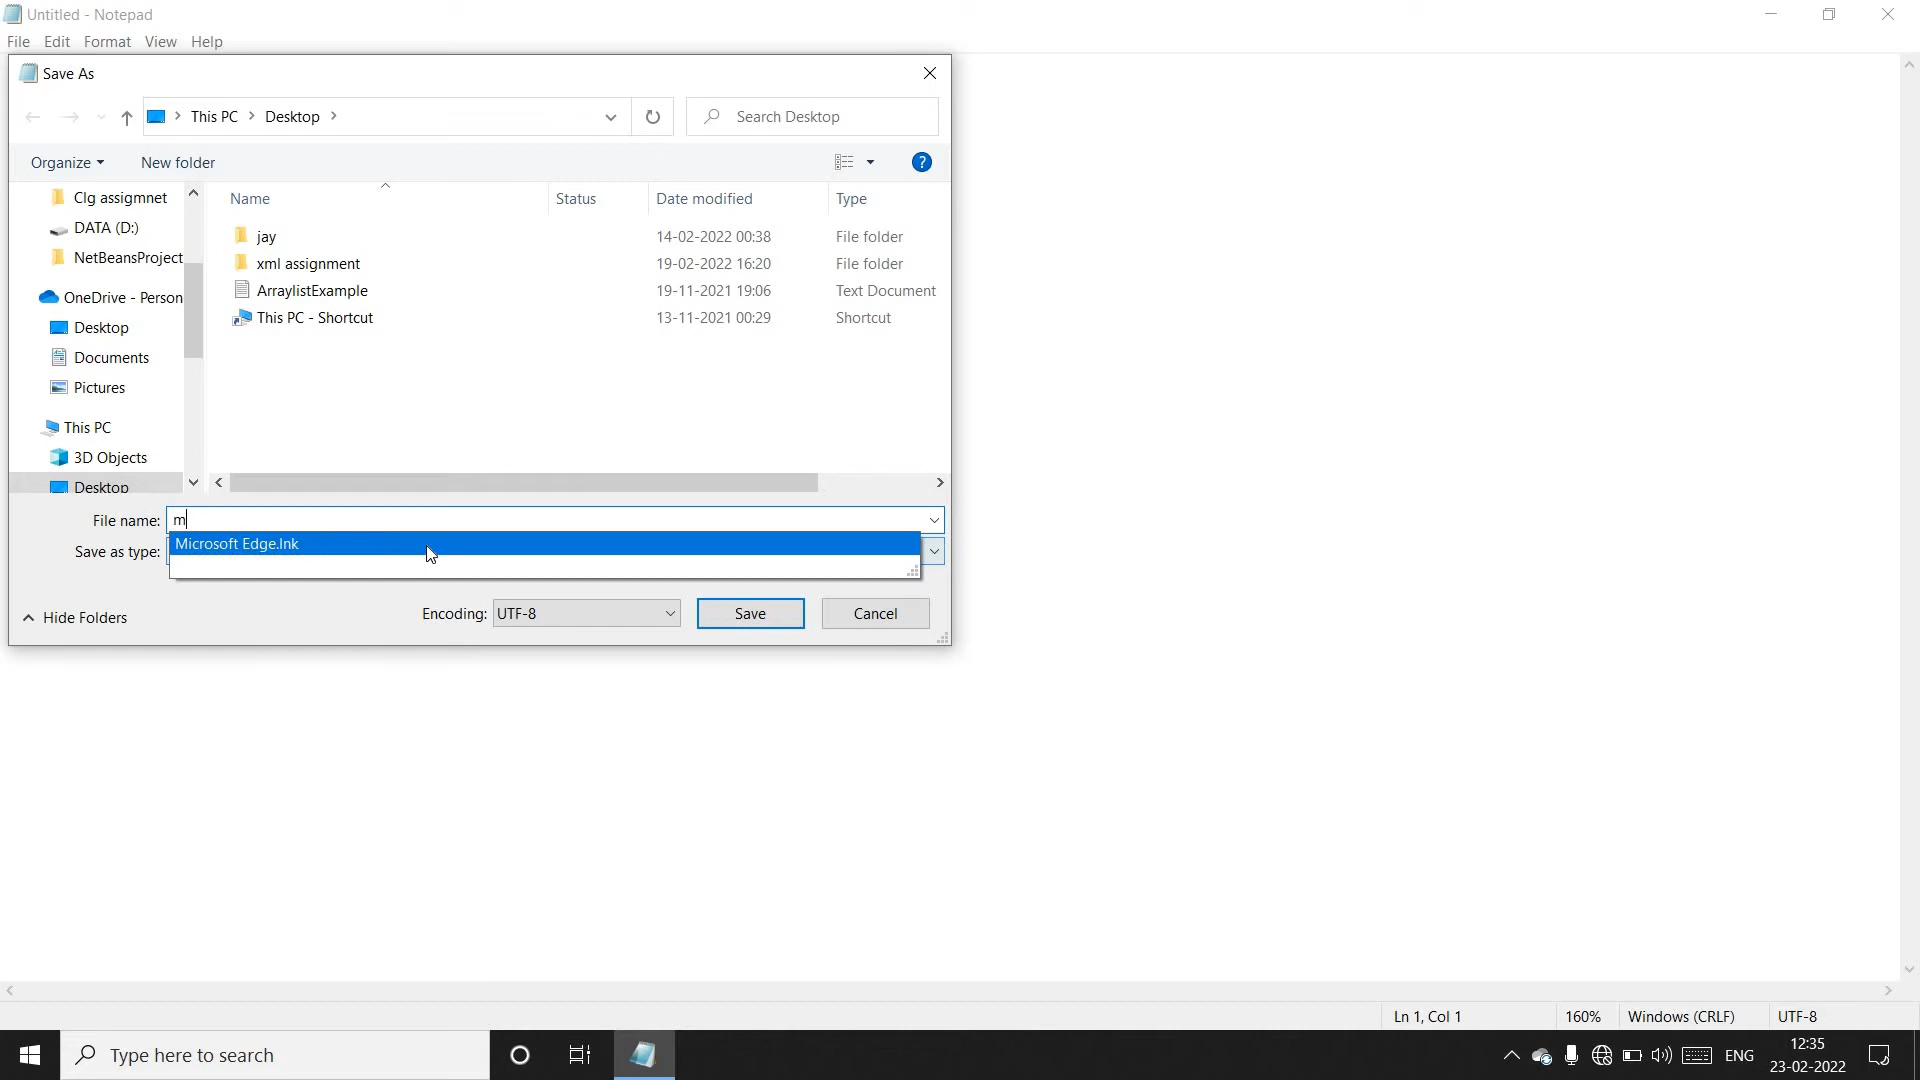 Untitled - Notepad
File Edit Format View Help
Save As
This PC > Desktop >
Search Desktop
Organize New folder
Name Status Date modified Type
Clg assigmnet
DATA (D:)
NetBeansProject
OneDrive - Person
Desktop
Documents
Pictures
This PC
3D Objects
Desktop
jay 14-02-2022 00:38 File folder
xml assignment 19-02-2022 16:20 File folder
ArraylistExample 19-11-2021 19:06 Text Document
This PC - Shortcut 13-11-2021 00:29 Shortcut
File name: m
Microsoft Edge.lnk
Save as type:
Hide Folders
Encoding: UTF-8 Save Cancel
Ln 1, Col 1 160% Windows (CRLF) UTF-8
Type here to search
ENG
12:35
23-02-2022